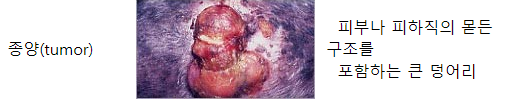 종양(tumor)
피부나 피하직의 몯든
구조를
포함하는 큰 덩어리